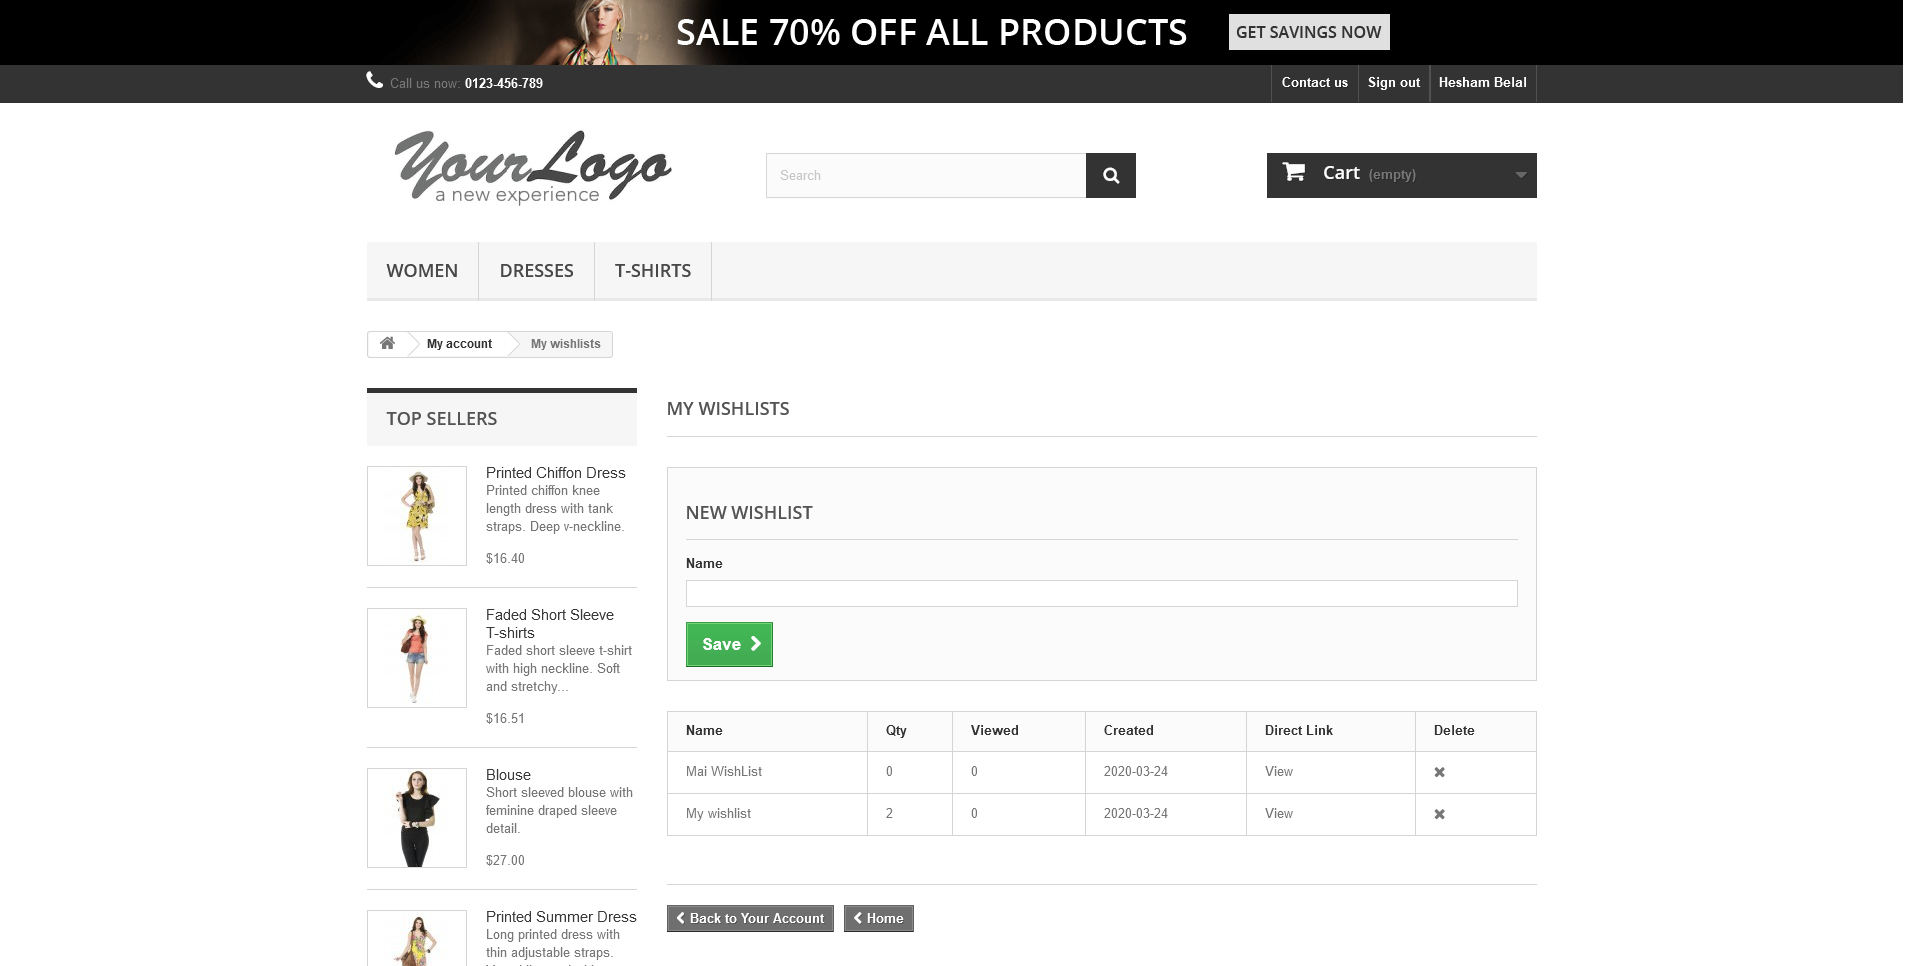 SALE 70% OFF ALL PRODUCTS GET SAVINGS NOW
Call us now: 0123-456-789 Contact us Sign out Hesham Belal
YourLogo
a new experience
Search
Cart (empty)
WOMEN DRESSES T-SHIRTS
My account My wishlists
TOP SELLERS
Printed Chiffon Dress
Printed chiffon knee
length dress with tank
straps. Deep v-neckline.
$16.40
Faded Short Sleeve
T-shirts
Faded short sleeve t-shirt
with high neckline. Soft
and stretchy...
$16.51
Blouse
Short sleeved blouse with
feminine draped sleeve
detail.
$27.00
Printed Summer Dress
Long printed dress with
thin adjustable straps.
MY WISHLISTS
NEW WISHLIST
Name
Save
Name Qty Viewed Created Direct Link Delete
Mai WishList 0 0 2020-03-24 View
My wishlist 2 0 2020-03-24 View
Back to Your Account Home